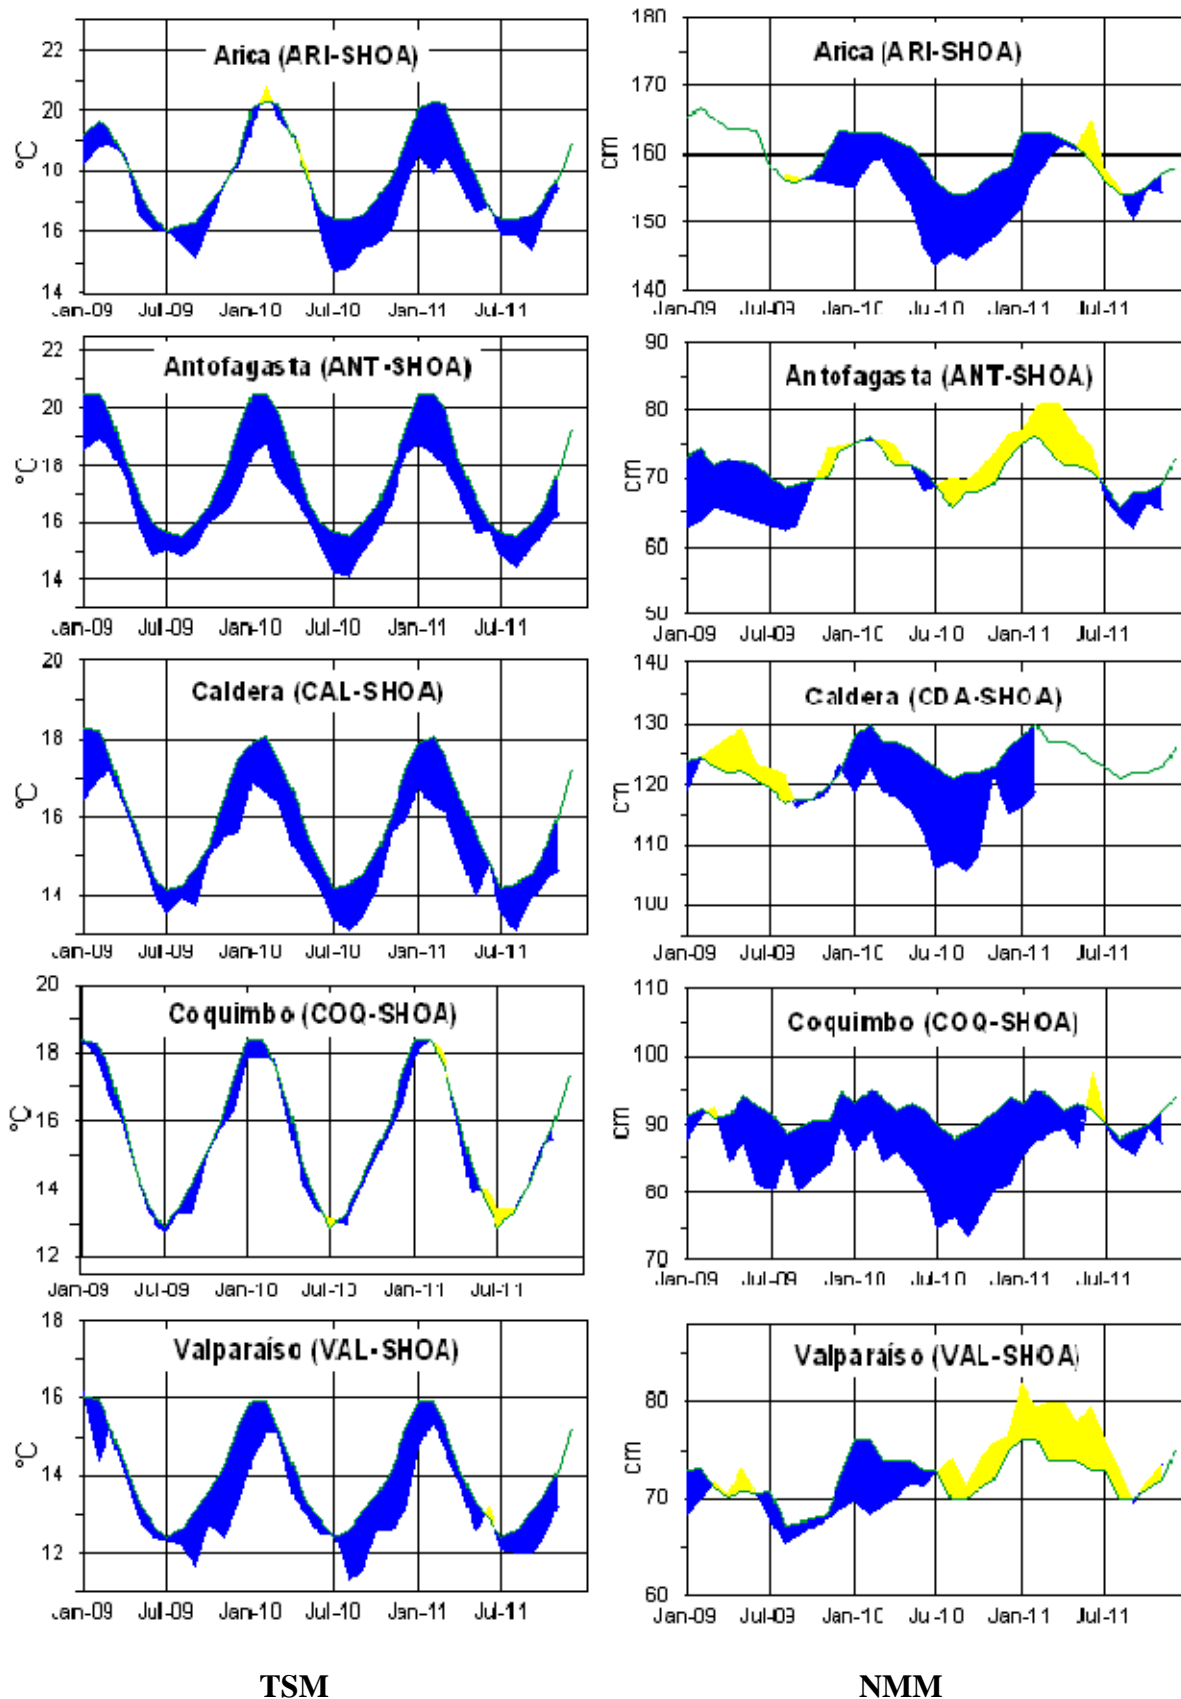 22
20
18
16
14
°C
Arica (ARI-SHOA)
Jan-09 Jul-09 Jan-10 Jul-10 Jan-11 Jul-11
180
170
160
150
140
cm
Arica (ARI-SHOA)
Jan-09 Jul-09 Jan-10 Jul-10 Jan-11 Jul-11
22
20
18
16
14
°C
Antofagasta (ANT-SHOA)
Jan-09 Jul-09 Jan-10 Jul-10 Jan-11 Jul-11
90
80
70
60
50
cm
Antofagasta (ANT-SHOA)
Jan-09 Jul-09 Jan-10 Jul-10 Jan-11 Jul-11
20
18
16
14
°C
Caldera (CAL-SHOA)
Jan-09 Jul-09 Jan-10 Jul-10 Jan-11 Jul-11
140
130
120
110
100
cm
Caldera (CDA-SHOA)
Jan-09 Jul-09 Jan-10 Jul-10 Jan-11 Jul-11
20
18
16
14
12
°C
Coquimbo (COQ-SHOA)
Jan-09 Jul-09 Jan-10 Jul-10 Jan-11 Jul-11
110
100
90
80
70
cm
Coquimbo (COQ-SHOA)
Jan-09 Jul-09 Jan-10 Jul-10 Jan-11 Jul-11
18
16
14
12
°C
Valparaíso (VAL-SHOA)
Jan-09 Jul-09 Jan-10 Jul-10 Jan-11 Jul-11
80
70
60
cm
Valparaíso (VAL-SHOA)
Jan-09 Jul-09 Jan-10 Jul-10 Jan-11 Jul-11
TSM
NMM